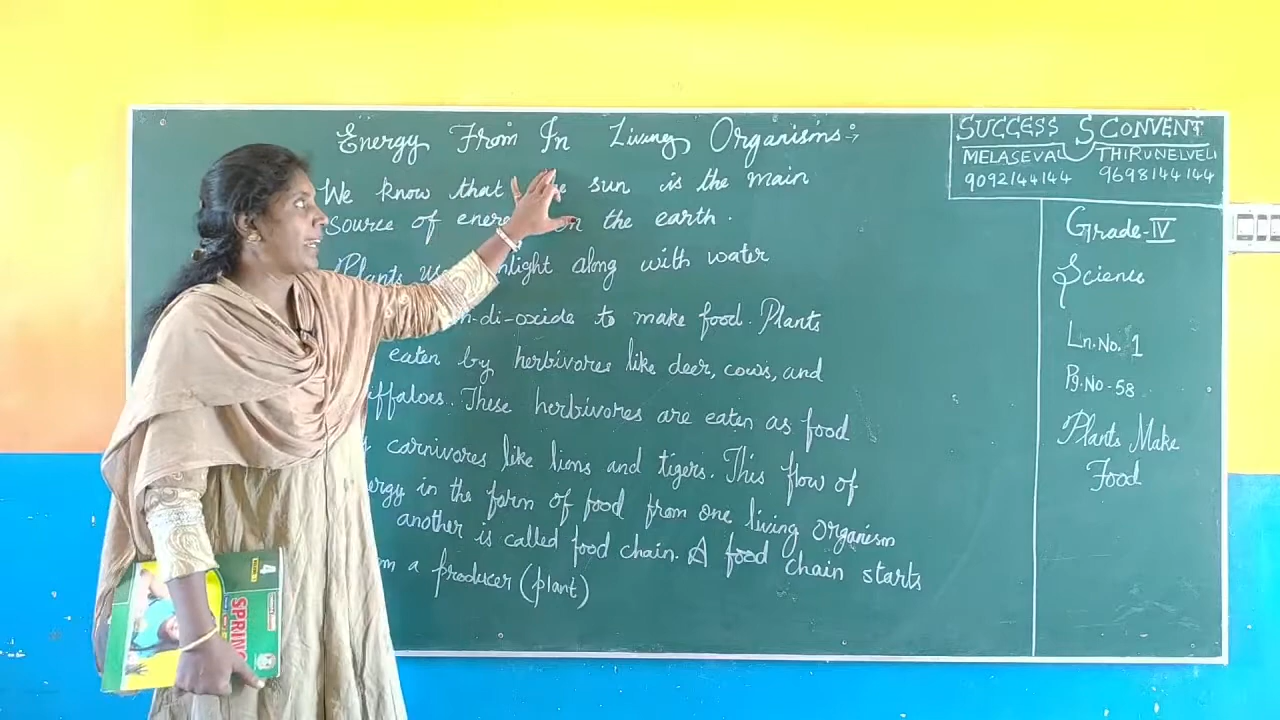 Energy From In Living Organisms :-
We know that sun is the main
source of the earth.
Plants along with water
di-oxide to make food. Plants
eaten by herbivores like deer, cows, and
These herbivores are eaten as food
carnivores like lions and tigers. This flow of
in the form of food from one living organism
another is called food chain. A food chain starts
a producer (plant)
SUCCESS S CONVENT
MELASEVAL THIRUNELVELI
9092144144 9698144144
Grade-IV
Science
Ln.No. 1
Pg.No-58
Plants Make
Food
4
SPRING